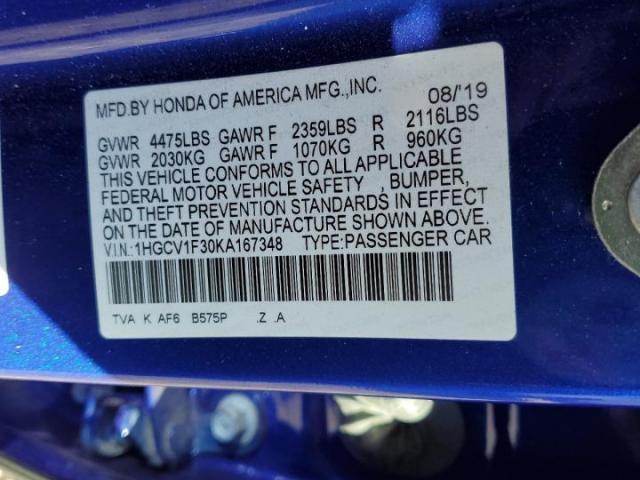 MFD.BY HONDA OF AMERICA MFG.,INC. 08/'19
GVWR 4475LBS GAWR F 2359LBS R 2116LBS
GVWR 2030KG GAWR F 1070KG R 960KG
THIS VEHICLE CONFORMS TO ALL APPLICABLE
FEDERAL MOTOR VEHICLE SAFETY , BUMPER,
AND THEFT PREVENTION STANDARDS IN EFFECT
ON THE DATE OF MANUFACTURE SHOWN ABOVE.
V.I.N.:1HGCV1F30KA167348 TYPE:PASSENGER CAR
TVA K AF6 B575P .Z .A